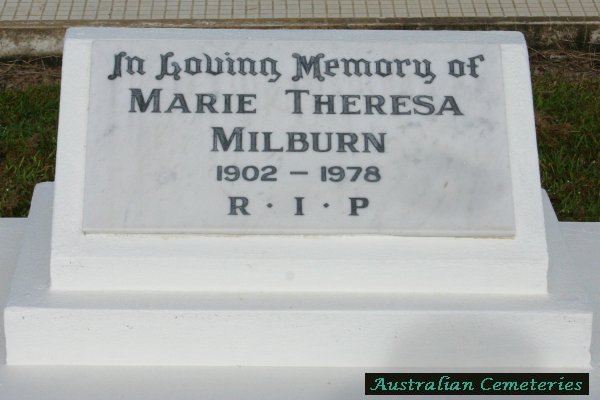 In Loving Memory of
MARIE THERESA
MILBURN
1902 – 1978
R · I · P
Australian Cemeteries